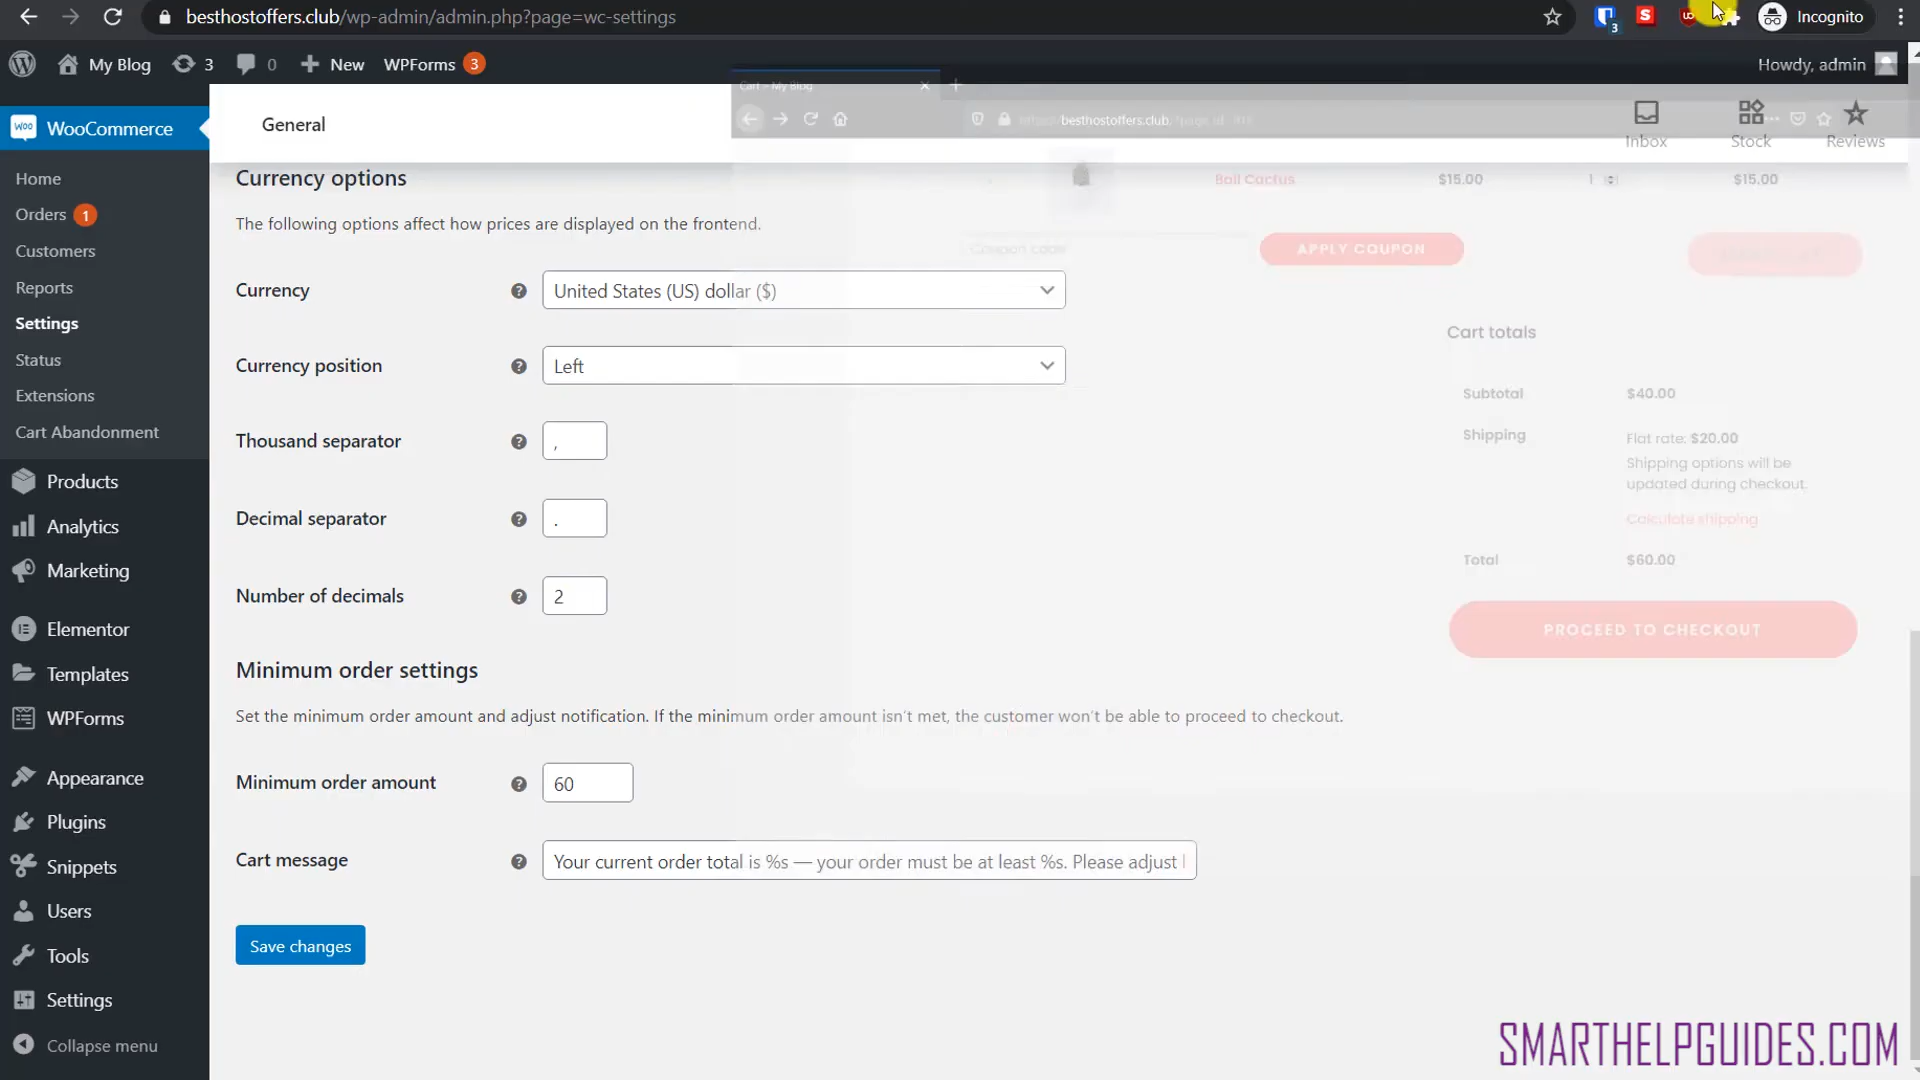 besthostoffers.club/wp-admin/admin.php?page=wc-settings
3
Incognito
My Blog
3
0
New
WPForms 3
Howdy, admin
Cart – My Blog
WooCommerce
General
besthostoffers.club
Inbox
Stock
Reviews
Home
Orders 1
Customers
Reports
Settings
Status
Extensions
Cart Abandonment
Products
Analytics
Marketing
Elementor
Templates
WPForms
Appearance
Plugins
Snippets
Users
Tools
Settings
Collapse menu
Currency options
The following options affect how prices are displayed on the frontend.
Currency
United States (US) dollar ($)
Currency position
Left
Thousand separator
,
Decimal separator
.
Number of decimals
2
Minimum order settings
Set the minimum order amount and adjust notification. If the minimum order amount isn't met, the customer won't be able to proceed to checkout.
Minimum order amount
60
Cart message
Your current order total is %s — your order must be at least %s. Please adjust
Save changes
Ball Cactus $15.00 1 $15.00
Coupon code
APPLY COUPON
Cart totals
Subtotal $40.00
Shipping
Flat rate: $20.00
Shipping options will be
updated during checkout.
Calculate shipping
Total $60.00
PROCEED TO CHECKOUT
SMARTHELPGUIDES.COM